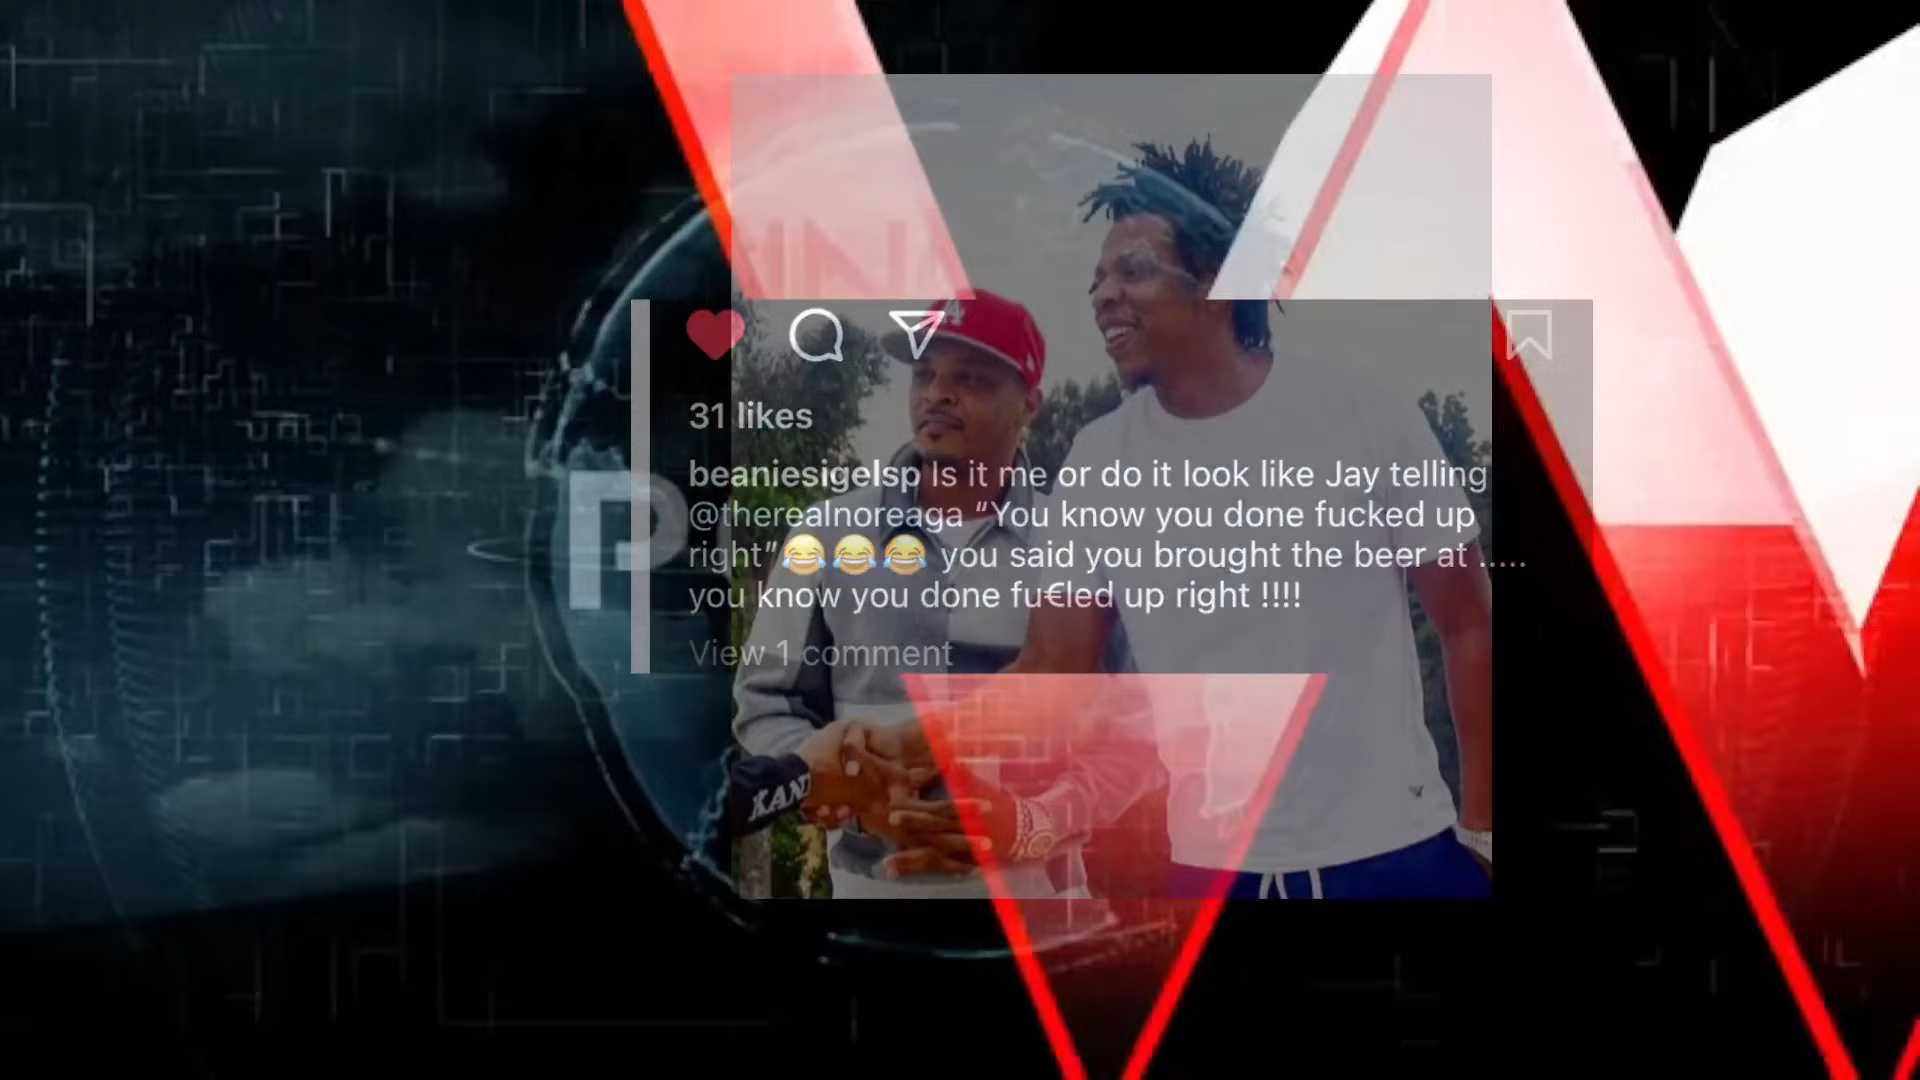 31 likes
beaniesigelsp Is it me or do it look like Jay telling
@therealnoreaga “You know you done fucked up
right”😂😂😂 you said you brought the beer at .....
you know you done fu€led up right !!!!
View 1 comment
KAN